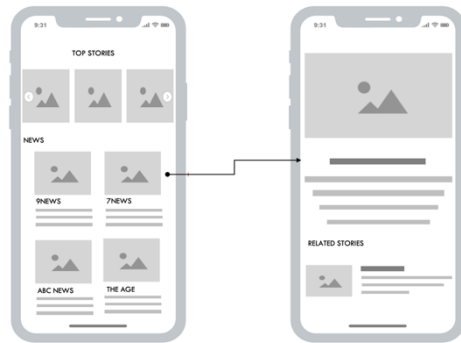 9:31
TOP STORIES
NEWS
9NEWS
7NEWS
ABC NEWS
THE AGE
9:31
RELATED STORIES